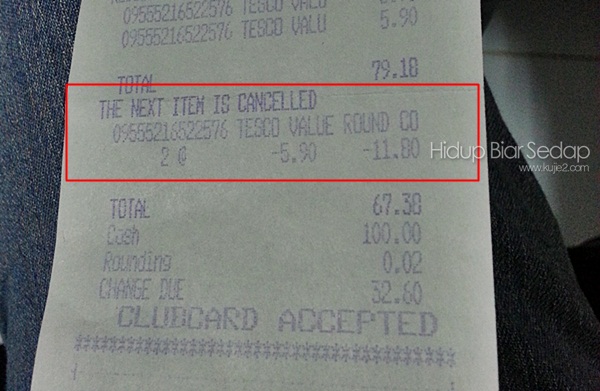 09555216522576 TESCO VALU
09555216522576 TESCO VALU 5.90
TOTAL 79.18
THE NEXT ITEM IS CANCELLED
09555216522576 TESCO VALUE ROUND CO
2 @ -5.90 -11.80
Hidup Biar Sedap
www.kuje2.com
TOTAL 67.38
Cash 100.00
Rounding 0.02
CHANGE DUE 32.60
CLUBCARD ACCEPTED
************************************